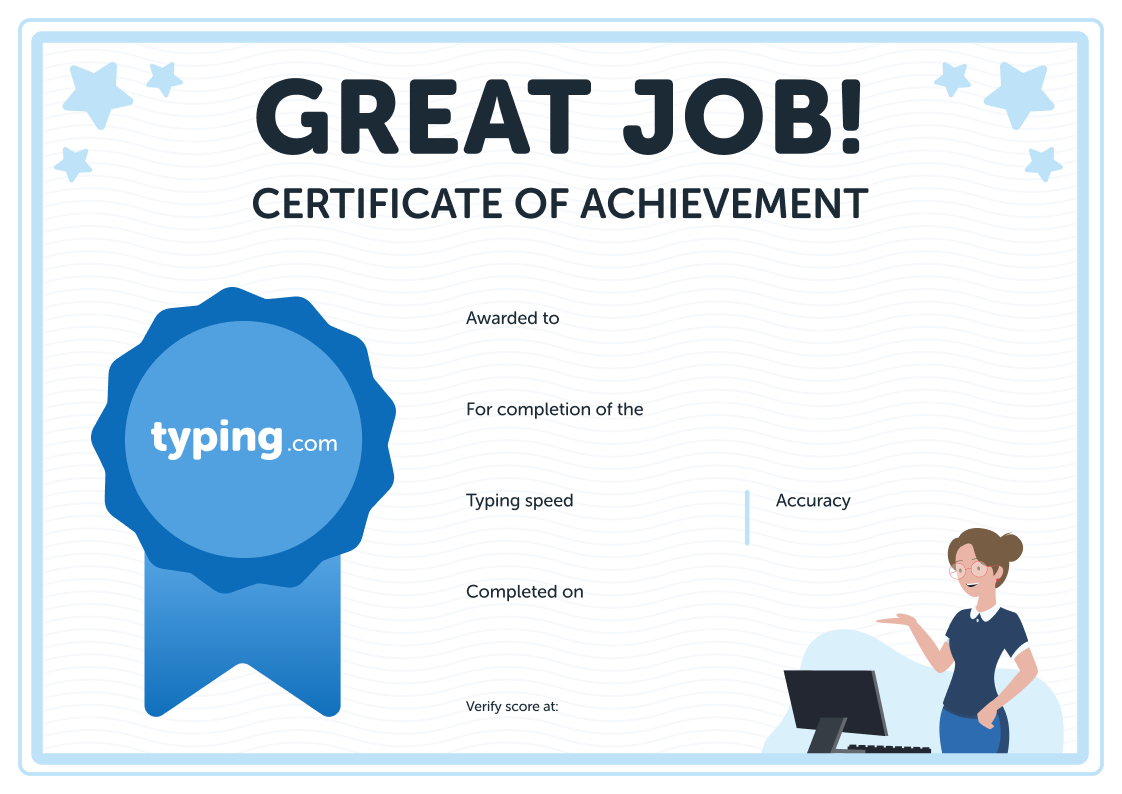 GREAT JOB!
CERTIFICATE OF ACHIEVEMENT
typing.com
Awarded to
For completion of the
Typing speed
Accuracy
Completed on
Verify score at: